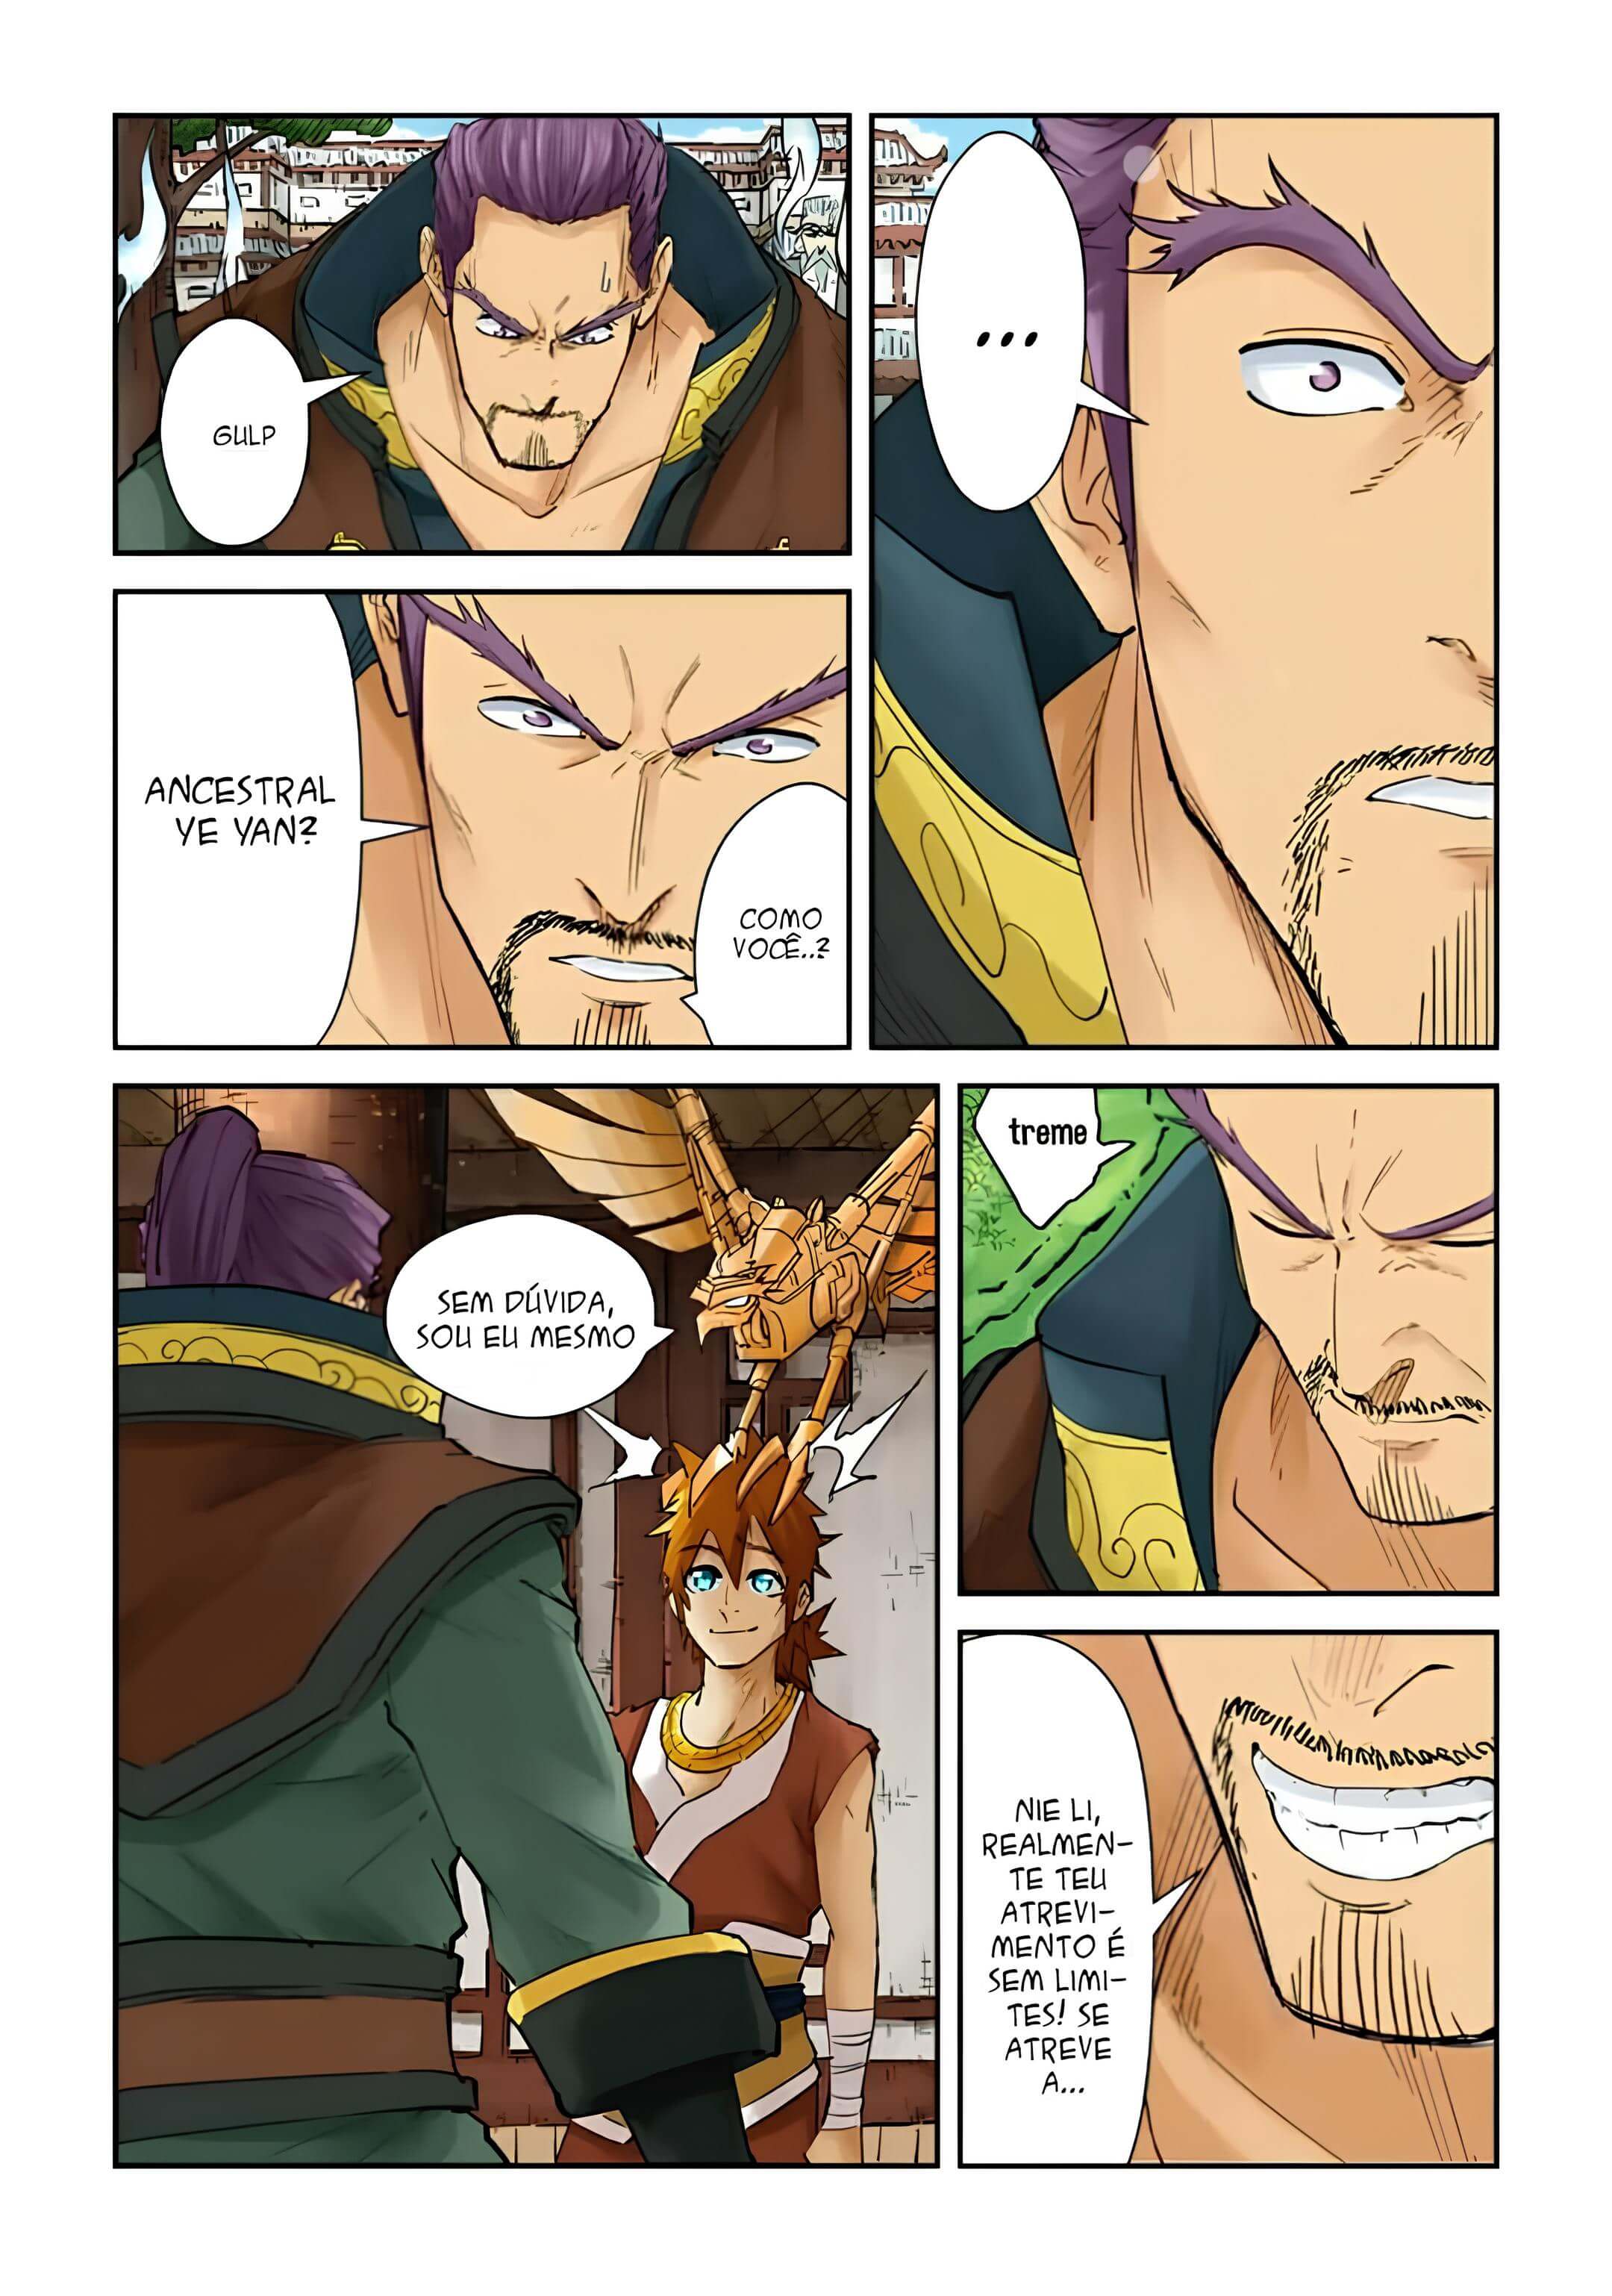 GULP
...
ANCESTRAL
YE YAN?
COMO
VOCÊ..?
SEM DÚVIDA,
SOU EU MESMO
treme
NIE LI,
REALMEN-
TE TEU
ATREVI-
MENTO É
SEM LIMI-
TES! SE
ATREVE
A...